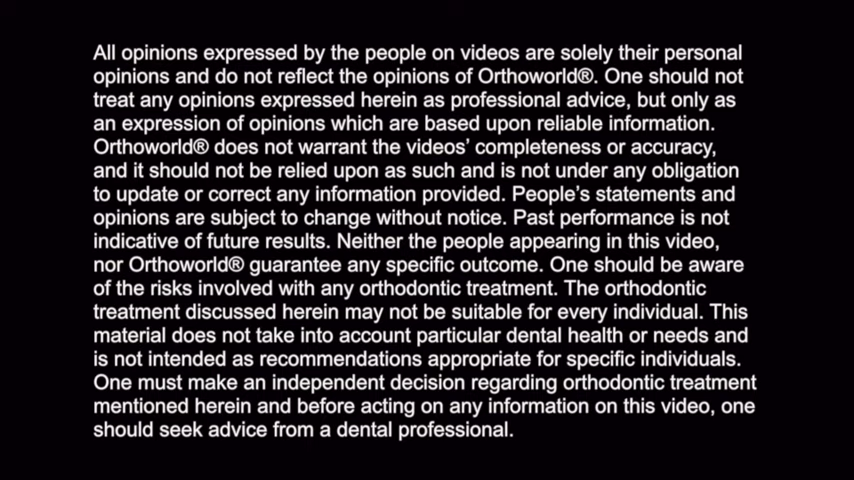 All opinions expressed by the people on videos are solely their personal
opinions and do not reflect the opinions of Orthoworld®. One should not
treat any opinions expressed herein as professional advice, but only as
an expression of opinions which are based upon reliable information.
Orthoworld® does not warrant the videos’ completeness or accuracy,
and it should not be relied upon as such and is not under any obligation
to update or correct any information provided. People’s statements and
opinions are subject to change without notice. Past performance is not
indicative of future results. Neither the people appearing in this video,
nor Orthoworld® guarantee any specific outcome. One should be aware
of the risks involved with any orthodontic treatment. The orthodontic
treatment discussed herein may not be suitable for every individual. This
material does not take into account particular dental health or needs and
is not intended as recommendations appropriate for specific individuals.
One must make an independent decision regarding orthodontic treatment
mentioned herein and before acting on any information on this video, one
should seek advice from a dental professional.